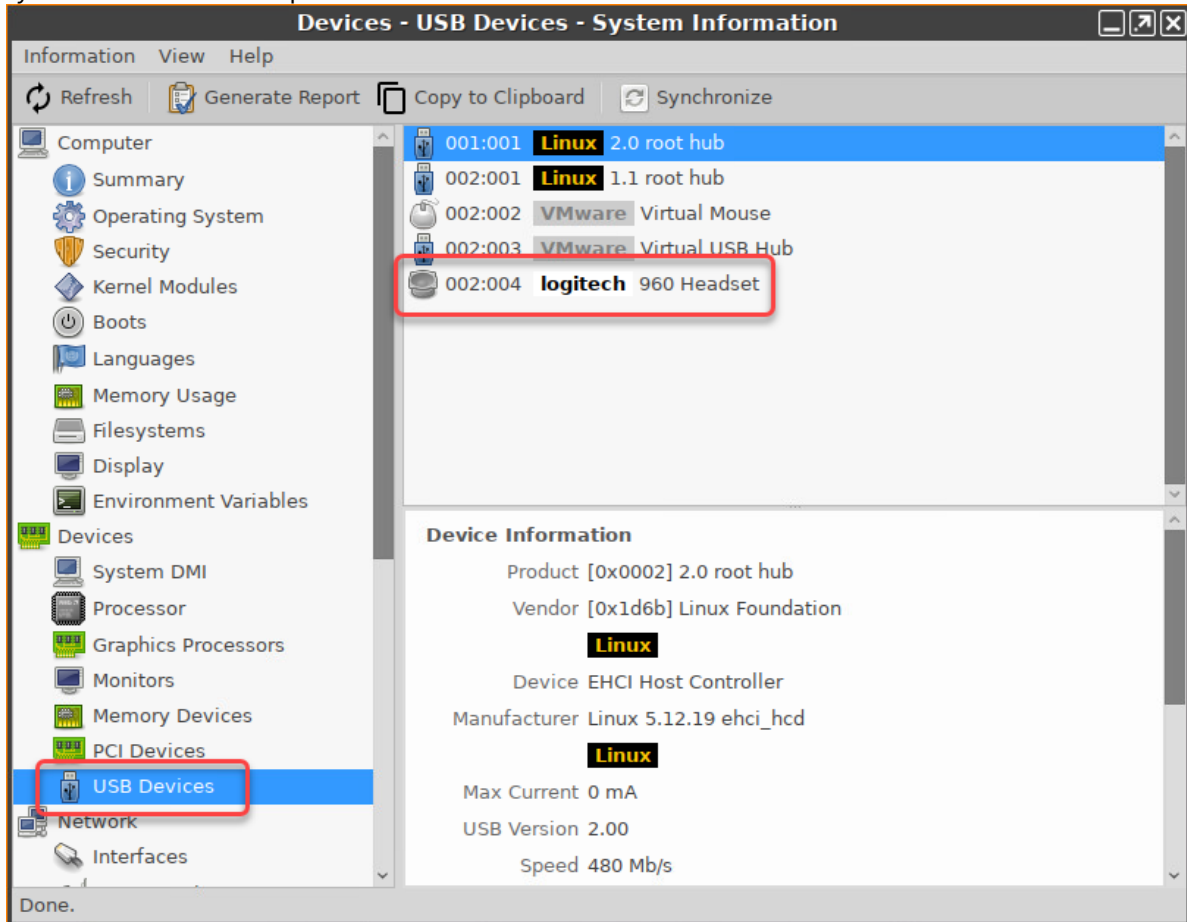 Devices - USB Devices - System Information
Information View Help
Refresh Generate Report Copy to Clipboard Synchronize
Computer
Summary
Operating System
Security
Kernel Modules
Boots
Languages
Memory Usage
Filesystems
Display
Environment Variables
Devices
System DMI
Processor
Graphics Processors
Monitors
Memory Devices
PCI Devices
USB Devices
Network
Interfaces
001:001 Linux 2.0 root hub
002:001 Linux 1.1 root hub
002:002 VMware Virtual Mouse
002:003 VMware Virtual USB Hub
002:004 logitech 960 Headset
Device Information
Product [0x0002] 2.0 root hub
Vendor [0x1d6b] Linux Foundation
Linux
Device EHCI Host Controller
Manufacturer Linux 5.12.19 ehci_hcd
Linux
Max Current 0 mA
USB Version 2.00
Speed 480 Mb/s
Done.